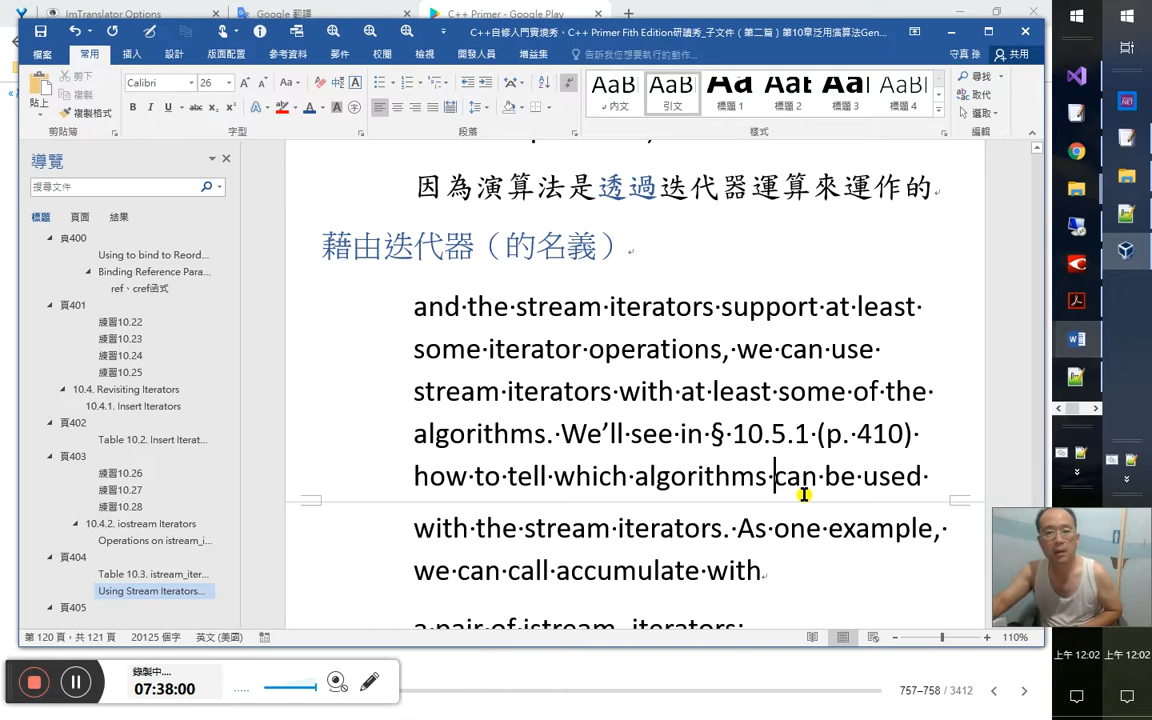 ImTranslator Options
Google 翻譯
C++ Primer - Google Play
C++自修入門實境秀、C++ Primer Fith Edition研讀秀_子文件（第二篇）第10章泛用演算法Gen...
檔案
常用
插入
設計
版面配置
參考資料
郵件
校閱
檢視
開發人員
增益集
告訴我您想要執行的動作...
守真 孫
共用
貼上
剪下
複製
複製格式
剪貼簿
Calibri
26
字型
段落
AaB
內文
AaB
引文
Aa
標題 1
Aat
標題 2
Aal
標題 3
AaBl
標題 4
樣式
尋找
取代
選取
編輯
導覽
搜尋文件
標題
頁面
結果
頁400
Using to bind to Reord...
Binding Reference Para...
ref、cref函式
頁401
練習10.22
練習10.23
練習10.24
練習10.25
10.4. Revisiting Iterators
10.4.1. Insert Iterators
頁402
Table 10.2. Insert Iterat...
頁403
練習10.26
練習10.27
練習10.28
10.4.2. iostream Iterators
Operations on istream_i...
頁404
Table 10.3. istream_iter...
Using Stream Iterators...
頁405
因為演算法是透過迭代器運算來運作的
藉由迭代器（的名義）
and the stream iterators support at least
some iterator operations, we can use
stream iterators with at least some of the
algorithms. We’ll see in § 10.5.1 (p. 410)
how to tell which algorithms can be used
with the stream iterators. As one example,
we can call accumulate with
a pair of istream_iterators:
第 120 頁，共 121 頁
20125 個字
英文 (美國)
110%
錄製中...
07:38:00
757–758 / 3412
上午 12:02
上午 12:02